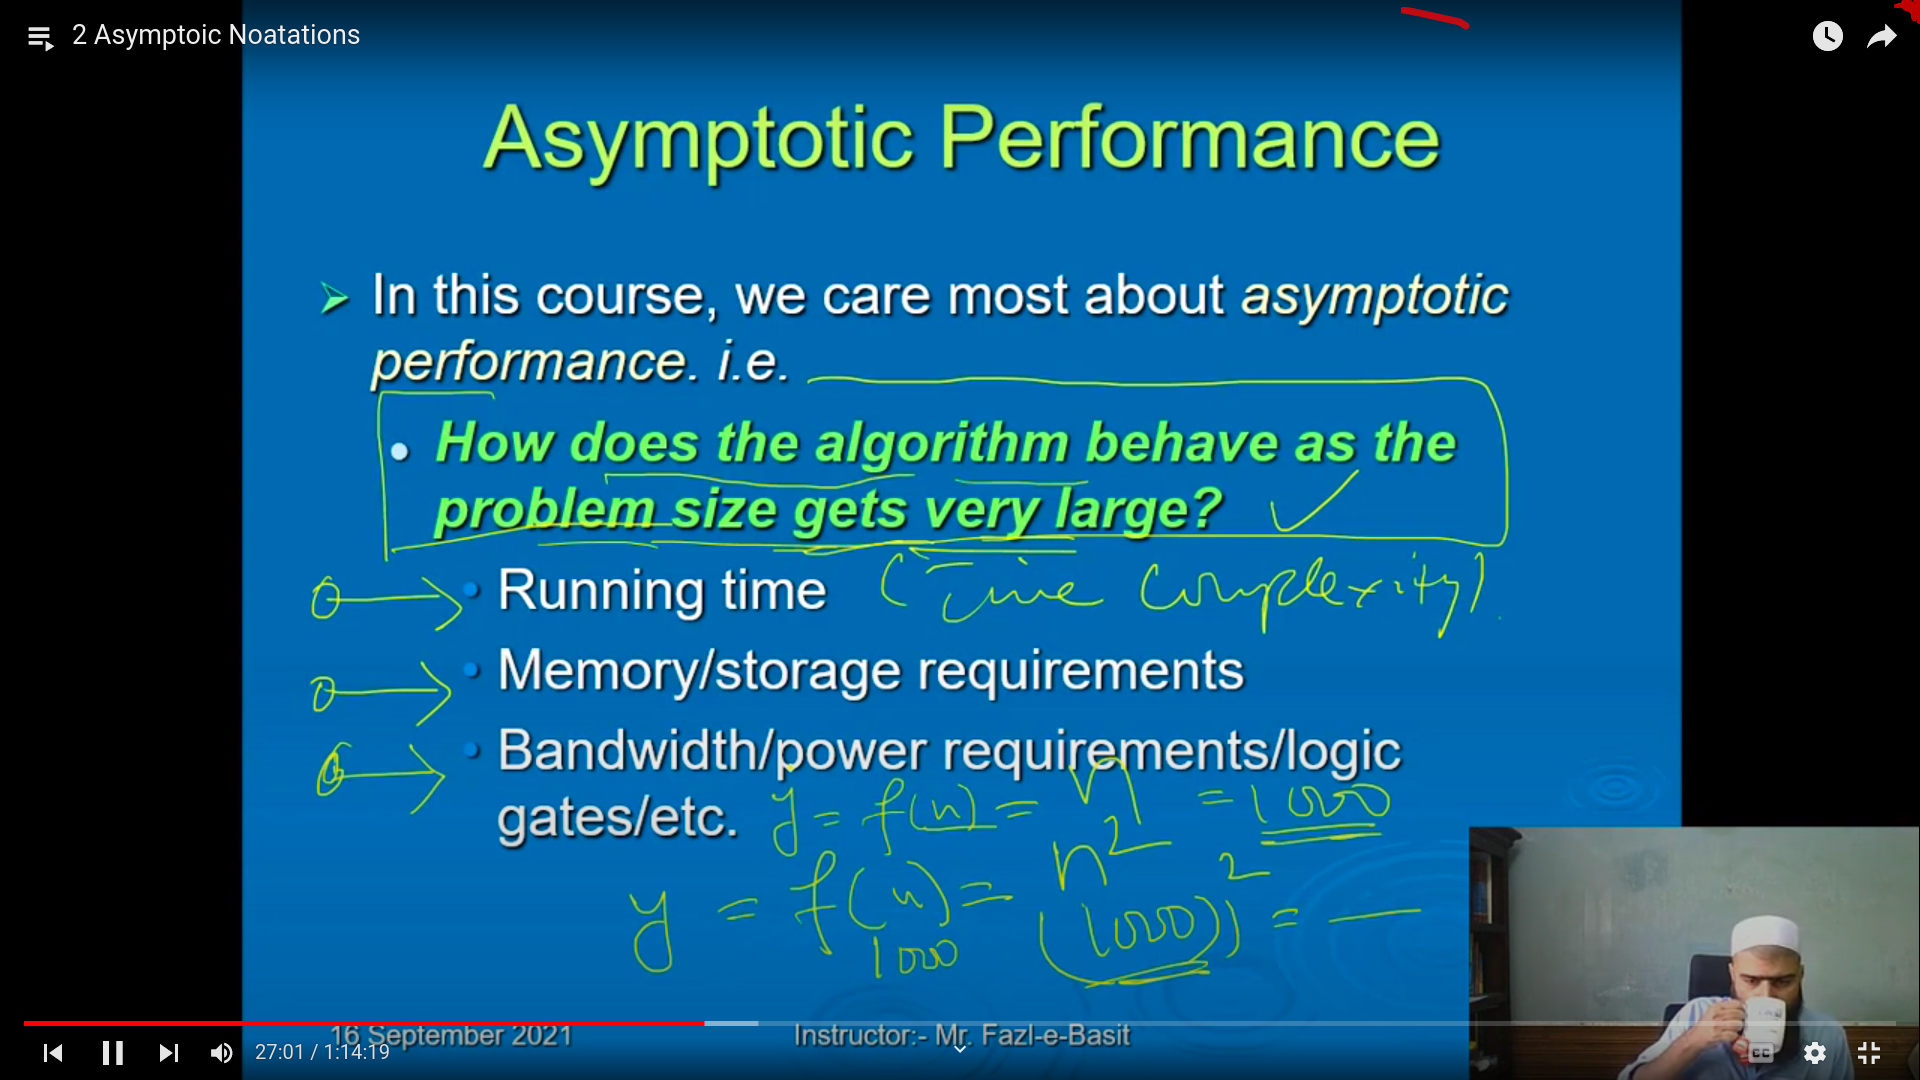 2 Asymptoic Noatations
Asymptotic Performance
In this course, we care most about asymptotic
performance. i.e.
How does the algorithm behave as the
problem size gets very large?
Running time (Time Complexity)
Memory/storage requirements
Bandwidth/power requirements/logic
gates/etc. y = f(n) = n = 1000
y = f(n) = n²
1000 (1000)² = —
16 September 2021 Instructor:- Mr. Fazl-e-Basit
27:01 / 1:14:19 CC